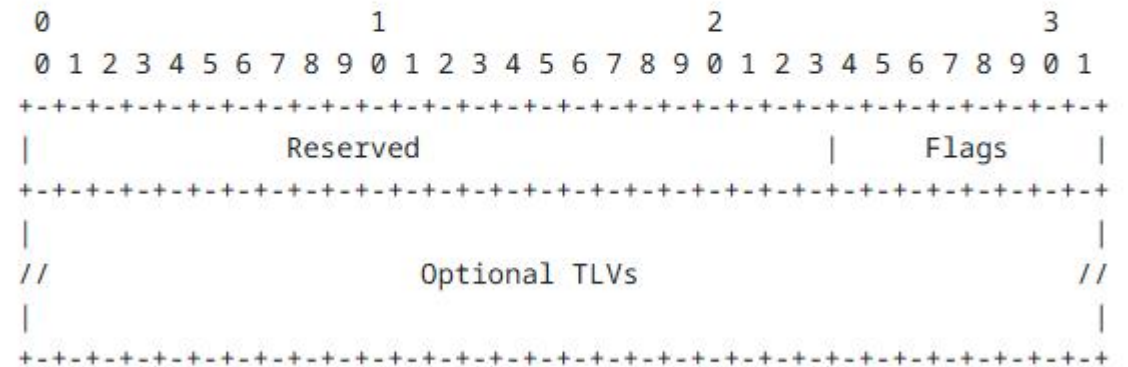 0                   1                   2                   3
 0 1 2 3 4 5 6 7 8 9 0 1 2 3 4 5 6 7 8 9 0 1 2 3 4 5 6 7 8 9 0 1
+-+-+-+-+-+-+-+-+-+-+-+-+-+-+-+-+-+-+-+-+-+-+-+-+-+-+-+-+-+-+-+-+
|               Reserved                        |     Flags     |
+-+-+-+-+-+-+-+-+-+-+-+-+-+-+-+-+-+-+-+-+-+-+-+-+-+-+-+-+-+-+-+-+
|                                                               |
//                      Optional TLVs                          //
|                                                               |
+-+-+-+-+-+-+-+-+-+-+-+-+-+-+-+-+-+-+-+-+-+-+-+-+-+-+-+-+-+-+-+-+